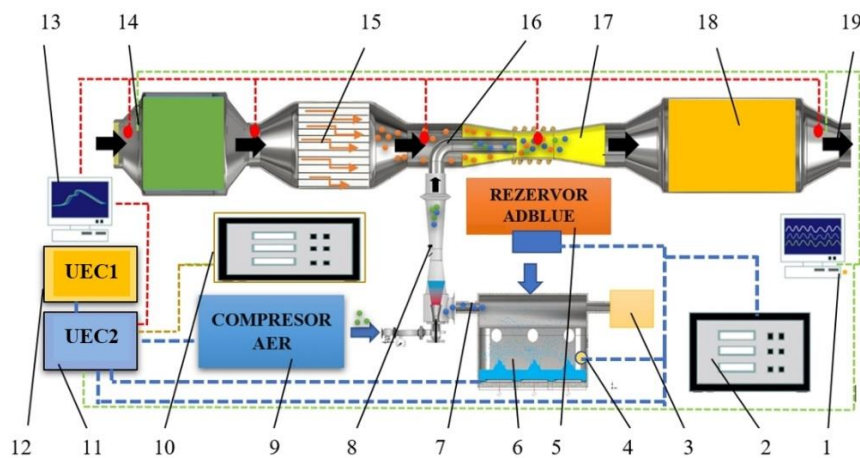 13 14 15 16 17 18 19
REZERVOR
ADBLUE
UEC1
UEC2
COMPRESOR
AER
12 11 10 9 8 7 6 5 4 3 2 1